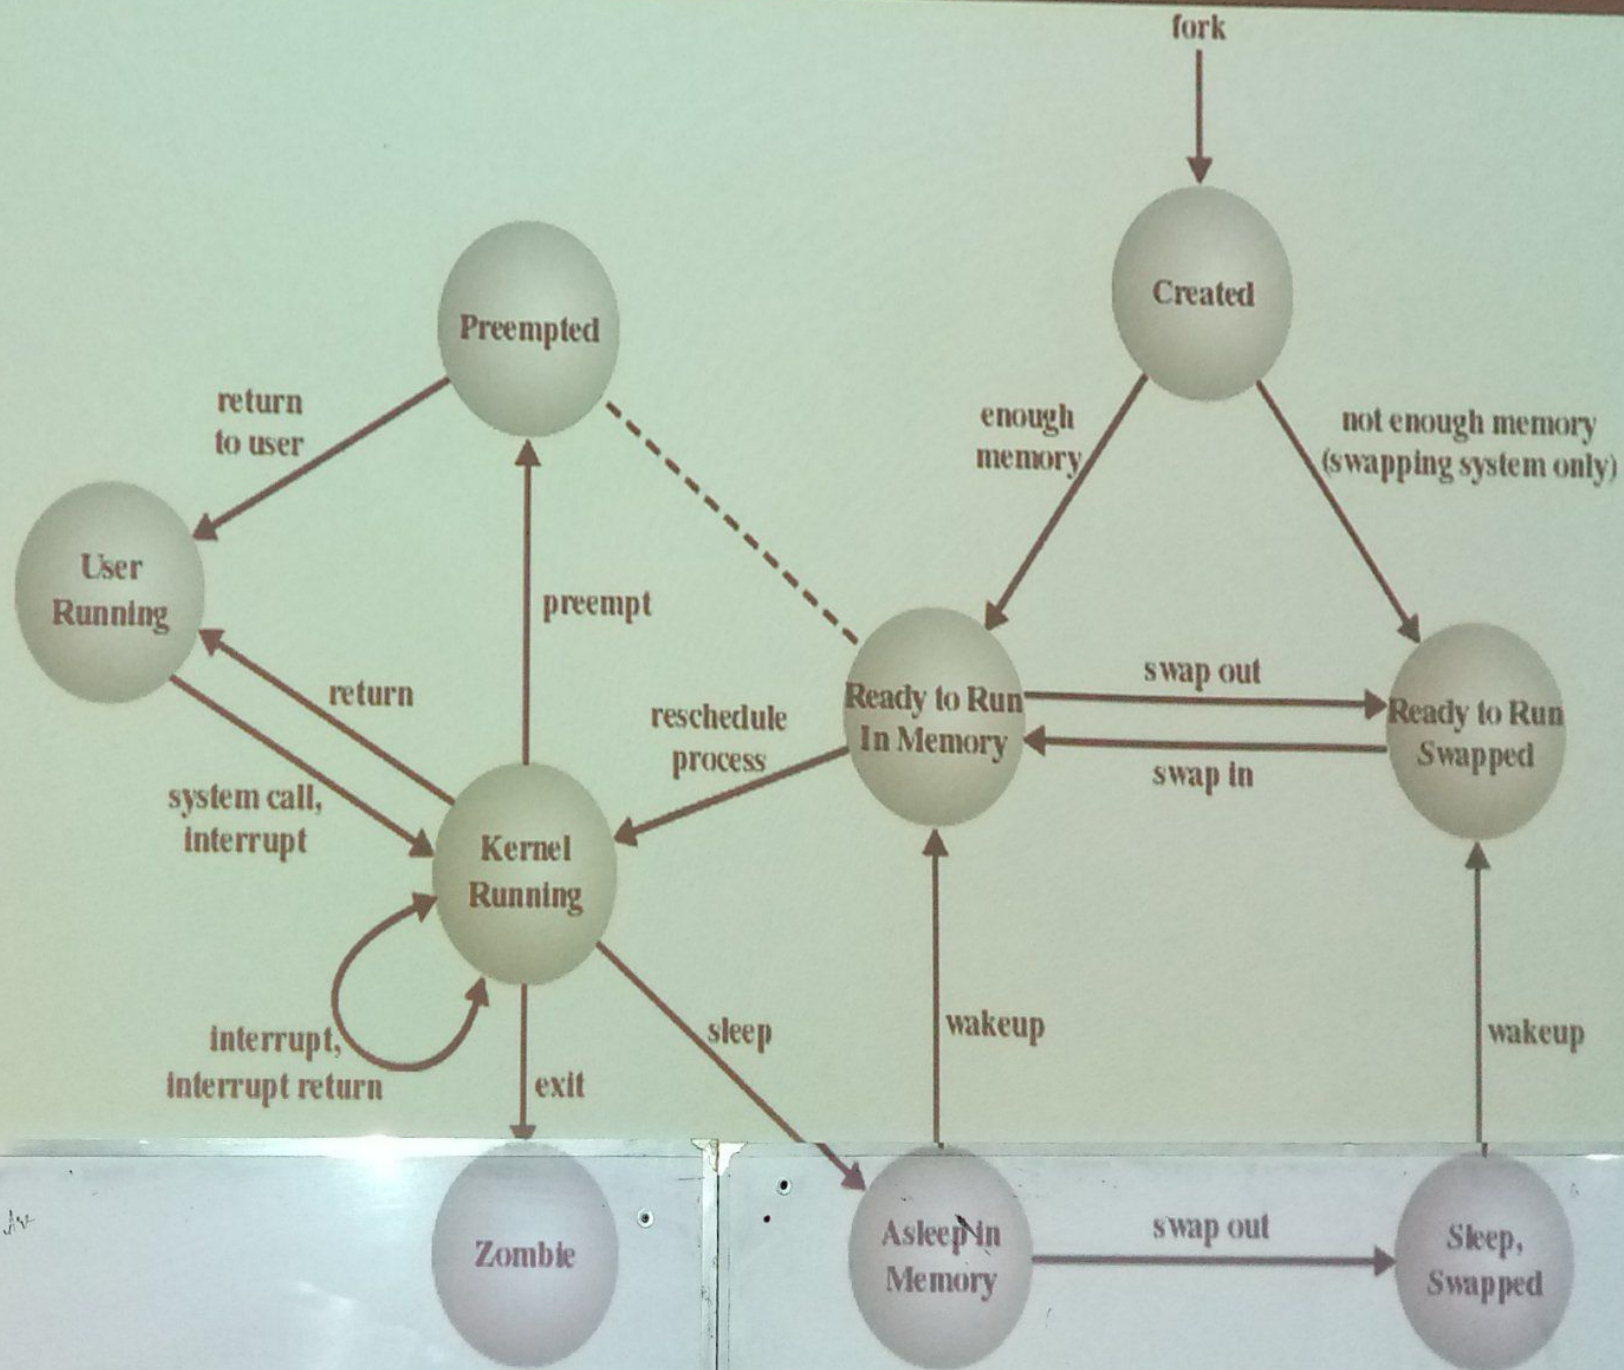 fork
Created
Preempted
return
to user
enough
memory
not enough memory
(swapping system only)
User
Running
preempt
return
reschedule
process
Ready to Run
In Memory
swap out
swap in
Ready to Run
Swapped
system call,
interrupt
Kernel
Running
interrupt,
interrupt return
exit
sleep
wakeup
wakeup
Zombie
Asleep in
Memory
swap out
Sleep,
Swapped